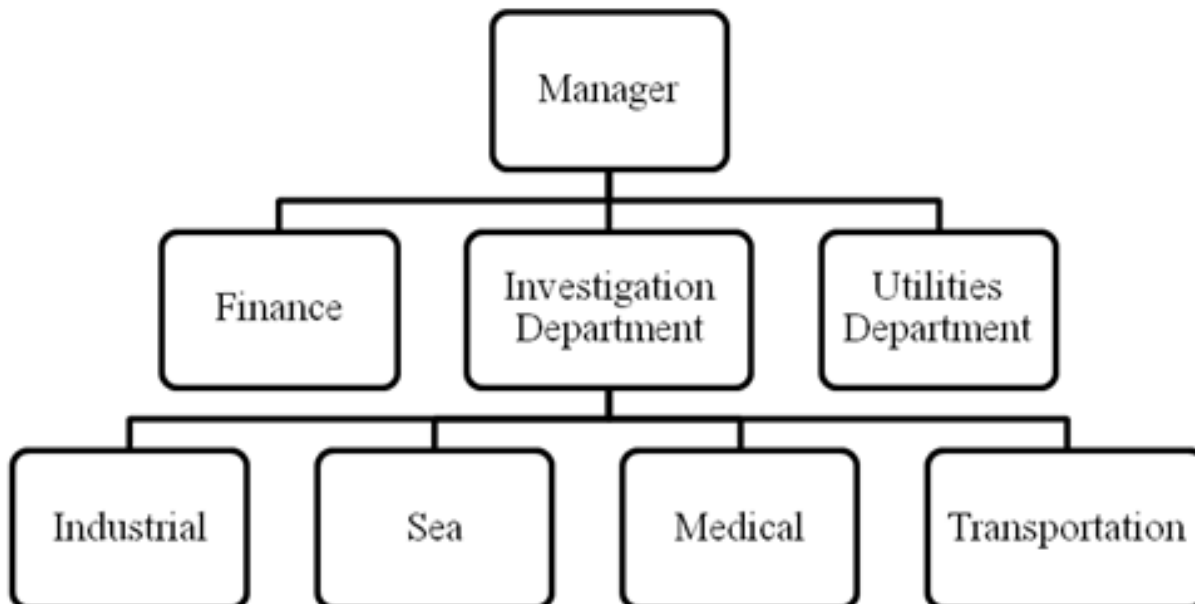 Manager
Finance
Investigation
Department
Utilities
Department
Industrial
Sea
Medical
Transportation